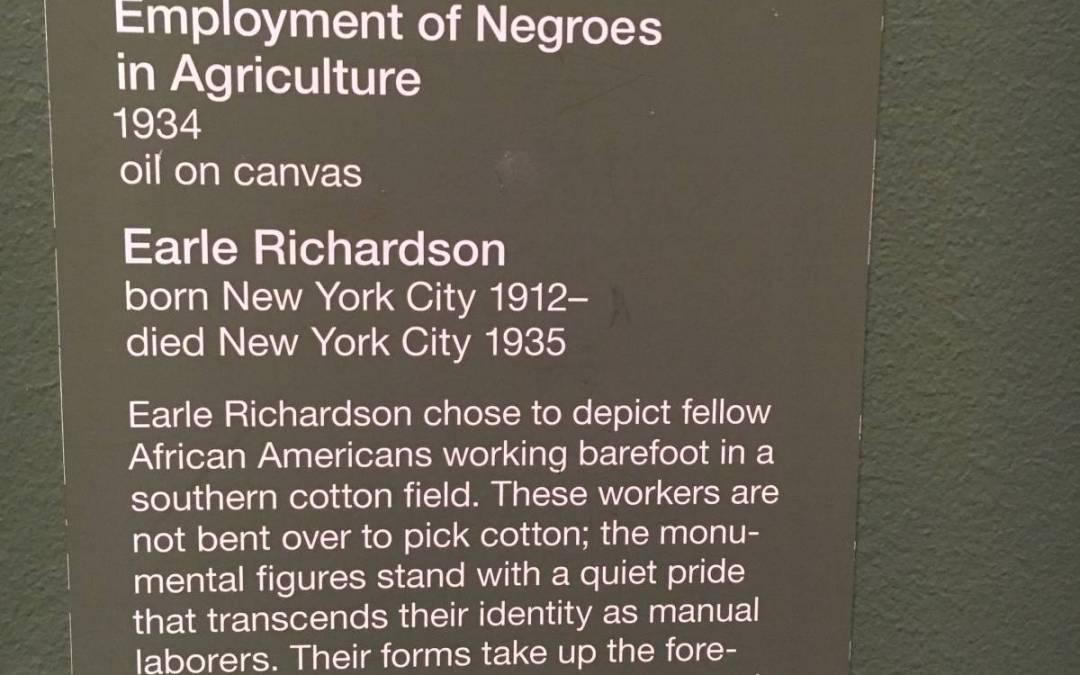 Employment of Negroes
in Agriculture
1934
oil on canvas
Earle Richardson
born New York City 1912–
died New York City 1935
Earle Richardson chose to depict fellow
African Americans working barefoot in a
southern cotton field. These workers are
not bent over to pick cotton; the monu-
mental figures stand with a quiet pride
that transcends their identity as manual
laborers. Their forms take up the fore-